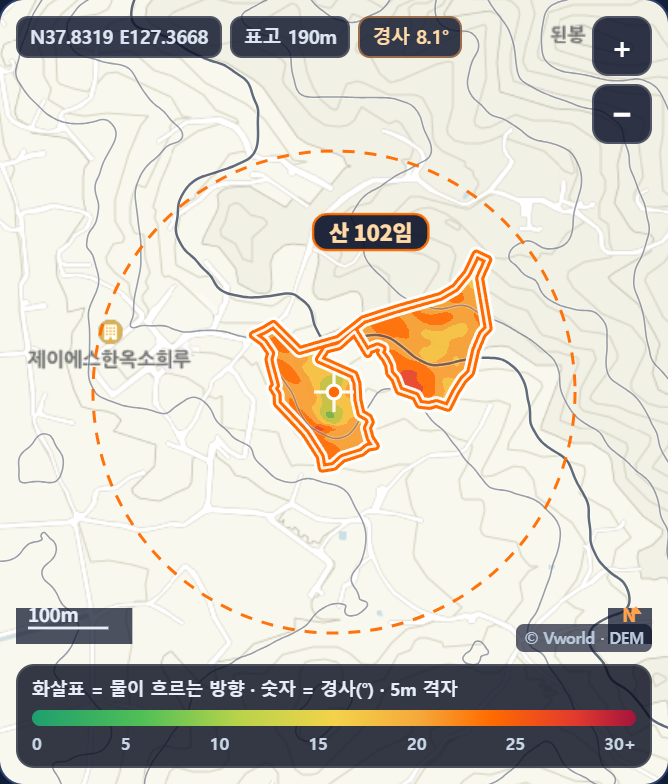 N37.8319 E127.3668
표고 190m
경사 8.1°
된봉
+
−
산 102임
제이에스한옥소희루
100m
N
© Vworld · DEM
화살표 = 물이 흐르는 방향 · 숫자 = 경사(°) · 5m 격자
0 5 10 15 20 25 30+